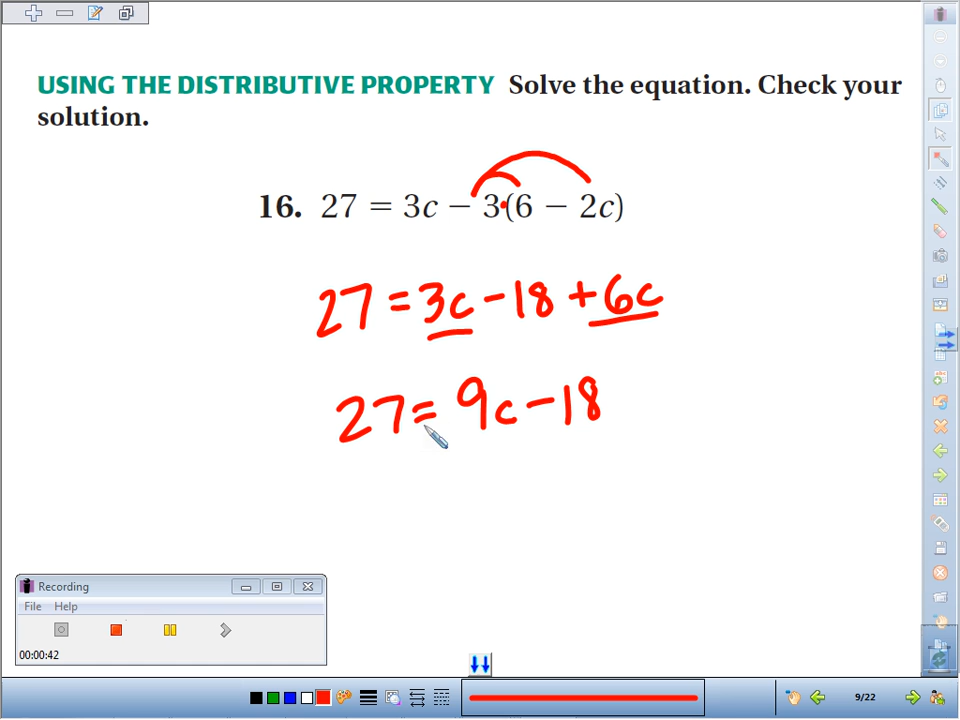 USING THE DISTRIBUTIVE PROPERTY Solve the equation. Check your
solution.
16. 27 = 3c − 3·(6 − 2c)
27 = 3c - 18 + 6c
27 = 9c - 18
Recording
File Help
00:00:42
9/22